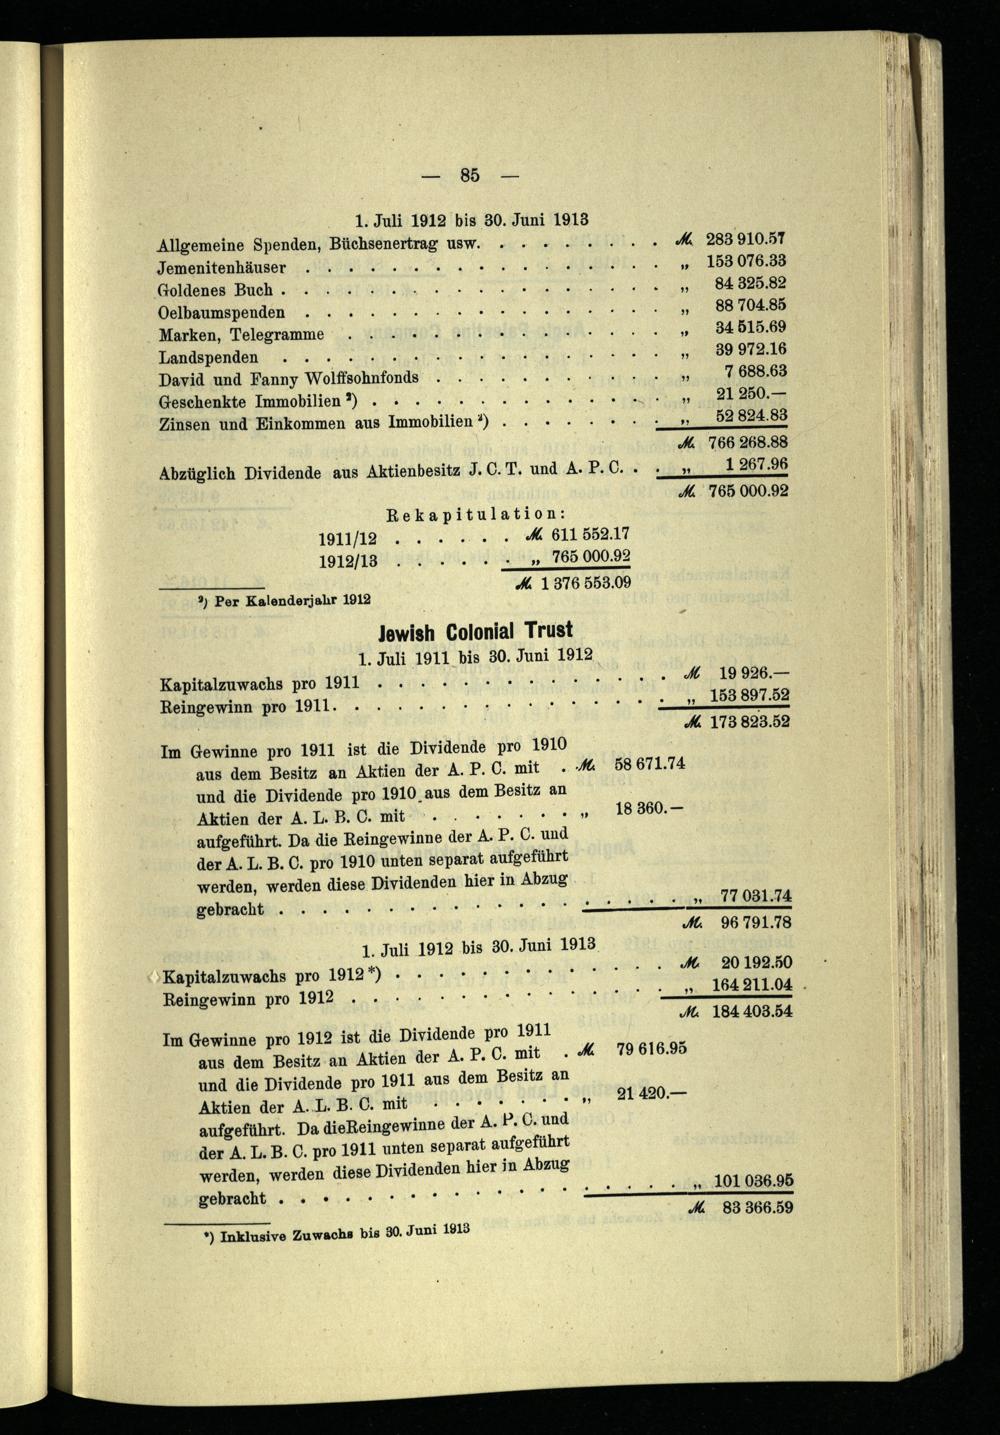 — 85 —
1. Juli 1912 bis 30. Juni 1913
Allgemeine Spenden, Büchsenertrag usw. . . . . . . . . ℳ 283 910.57
Jemenitenhäuser . . . . . . . . . . . . . . . . . „ 153 076.33
Goldenes Buch . . . . . . . . . . . . . . . . . . „ 84 325.82
Oelbaumspenden . . . . . . . . . . . . . . . . . „ 88 704.85
Marken, Telegramme . . . . . . . . . . . . . . . „ 34 515.69
Landspenden . . . . . . . . . . . . . . . . . . „ 39 972.16
David und Fanny Wolffsohnfonds . . . . . . . . . . . „ 7 688.63
Geschenkte Immobilien ²) . . . . . . . . . . . . . . „ 21 250.—
Zinsen und Einkommen aus Immobilien ²) . . . . . . . . „ 52 824.83
ℳ 766 268.88
Abzüglich Dividende aus Aktienbesitz J. C. T. und A. P. C. . . „ 1 267.96
ℳ 765 000.92
Rekapitulation:
1911/12 . . . . . . ℳ 611 552.17
1912/13 . . . . . . „ 765 000.92
ℳ 1 376 553.09
²) Per Kalenderjahr 1912
Jewish Colonial Trust
1. Juli 1911 bis 30. Juni 1912
Kapitalzuwachs pro 1911 . . . . . . . . . . . . . . ℳ 19 926.—
Reingewinn pro 1911 . . . . . . . . . . . . . . . „ 153 897.52
ℳ 173 823.52
Im Gewinne pro 1911 ist die Dividende pro 1910
aus dem Besitz an Aktien der A. P. C. mit . ℳ 58 671.74
und die Dividende pro 1910 aus dem Besitz an
Aktien der A. L. B. C. mit . . . . . . . „ 18 360.—
aufgeführt. Da die Reingewinne der A. P. C. und
der A. L. B. C. pro 1910 unten separat aufgeführt
werden, werden diese Dividenden hier in Abzug
gebracht . . . . . . . . . . . . . . . . . . „ 77 031.74
ℳ 96 791.78
1. Juli 1912 bis 30. Juni 1913
Kapitalzuwachs pro 1912 *) . . . . . . . . . . . . . ℳ 20 192.50
Reingewinn pro 1912 . . . . . . . . . . . . . . . „ 164 211.04
ℳ 184 403.54
Im Gewinne pro 1912 ist die Dividende pro 1911
aus dem Besitz an Aktien der A. P. C. mit . ℳ 79 616.95
und die Dividende pro 1911 aus dem Besitz an
Aktien der A. L. B. C. mit . . . . . . . „ 21 420.—
aufgeführt. Da dieReingewinne der A. P. C. und
der A. L. B. C. pro 1911 unten separat aufgeführt
werden, werden diese Dividenden hier in Abzug
gebracht . . . . . . . . . . . . . . . . . . „ 101 036.95
ℳ 83 366.59
*) Inklusive Zuwachs bis 30. Juni 1913